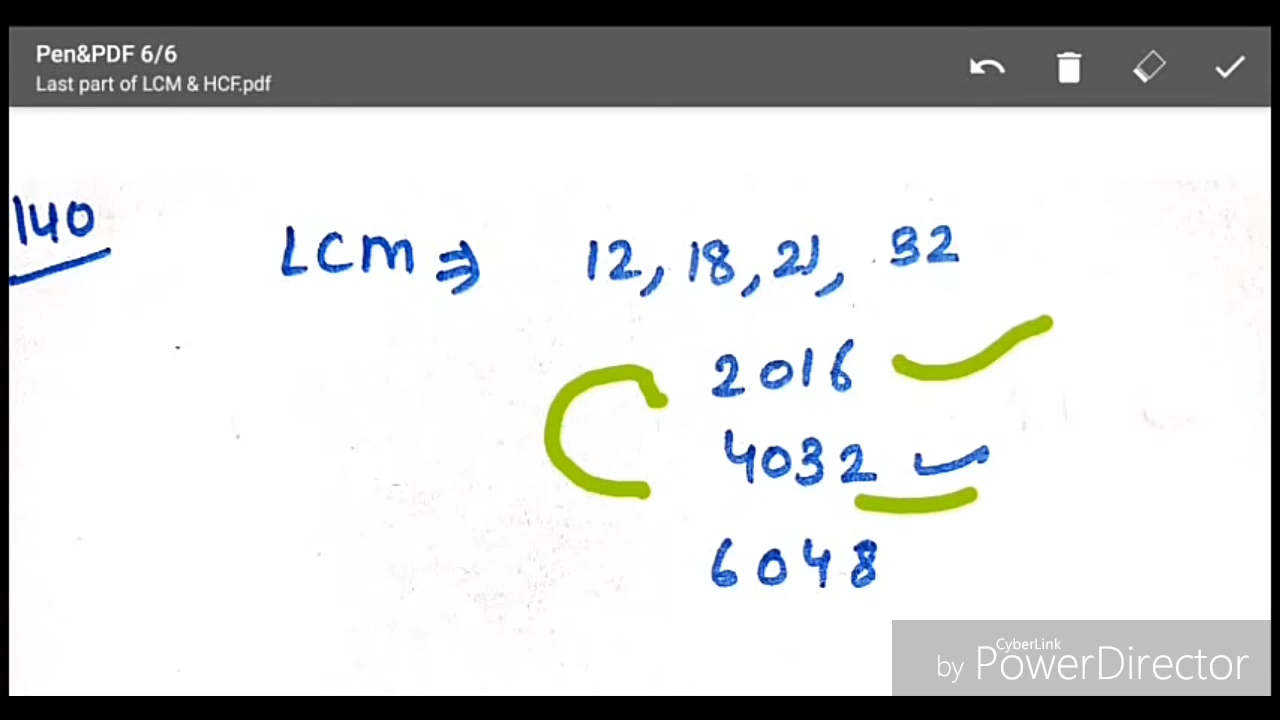 Pen&PDF 6/6
Last part of LCM & HCF.pdf
140
LCM ⇒ 12, 18, 21, 32
2016
4032
6048
CyberLink
by PowerDirector